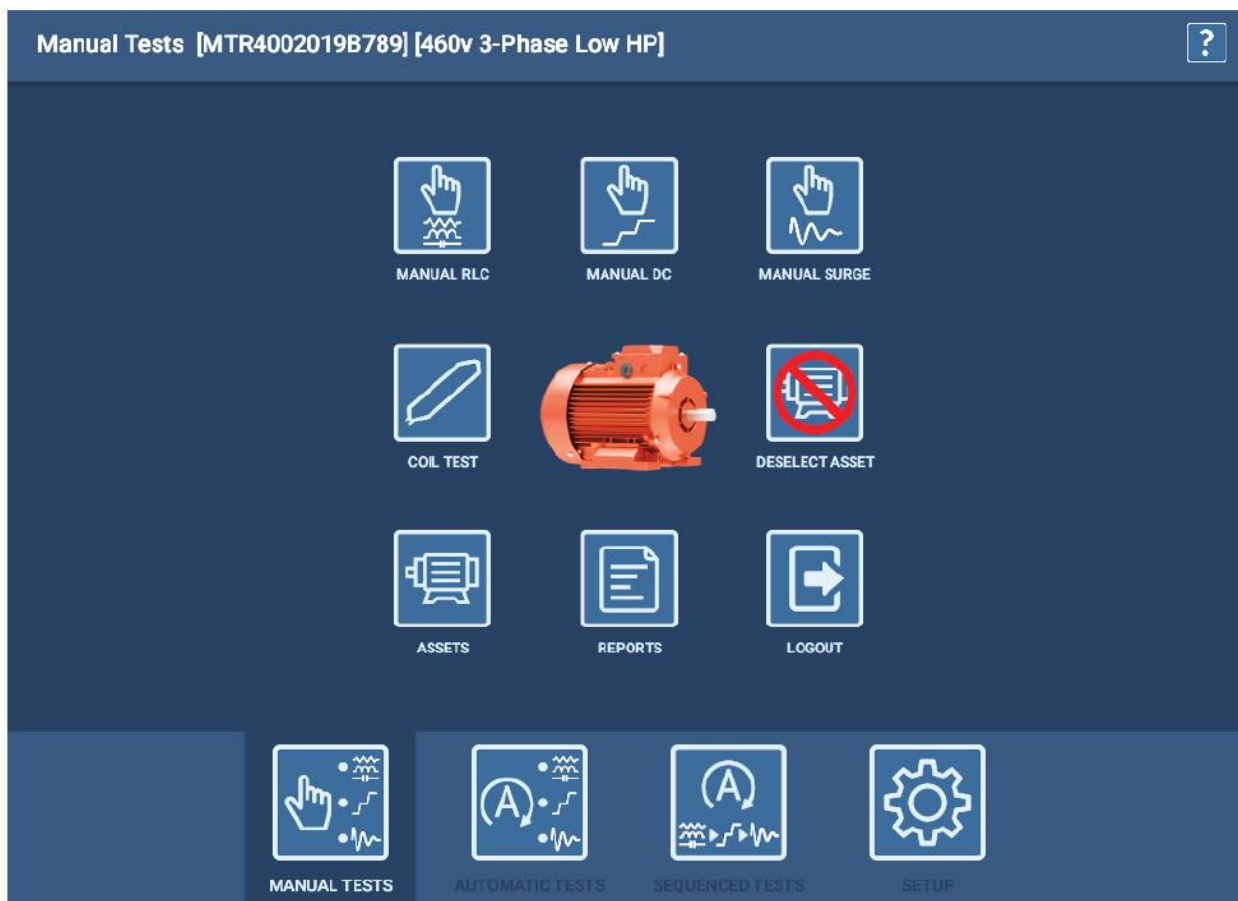 Manual Tests [MTR4002019B789] [460v 3-Phase Low HP]
?
MANUAL RLC
MANUAL DC
MANUAL SURGE
COIL TEST
DESELECT ASSET
ASSETS
REPORTS
LOGOUT
A
A
MANUAL TESTS
AUTOMATIC TESTS
SEQUENCED TESTS
SETUP